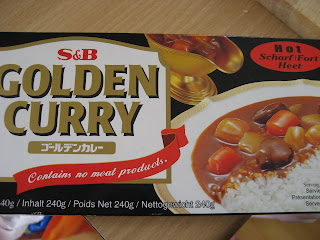 S&B
GOLDEN
CURRY
ゴールデンカレー
Contains no meat products.
40g / Inhalt 240g / Poids Net 240g / Nettogewicht 240g
Hot
Scharf/Fort
Heet